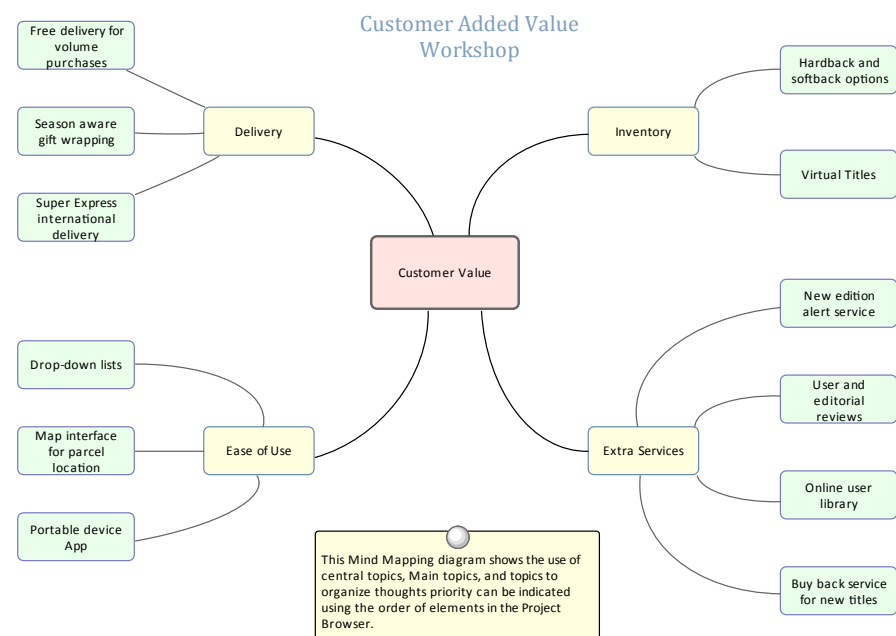 Customer Added Value
Workshop
Free delivery for
volume
purchases
Season aware
gift wrapping
Super Express
international
delivery
Delivery
Inventory
Hardback and
softback options
Virtual Titles
Customer Value
Drop-down lists
Map interface
for parcel
location
Portable device
App
Ease of Use
Extra Services
New edition
alert service
User and
editorial
reviews
Online user
library
Buy back service
for new titles
This Mind Mapping diagram shows the use of
central topics, Main topics, and topics to
organize thoughts priority can be indicated
using the order of elements in the Project
Browser.